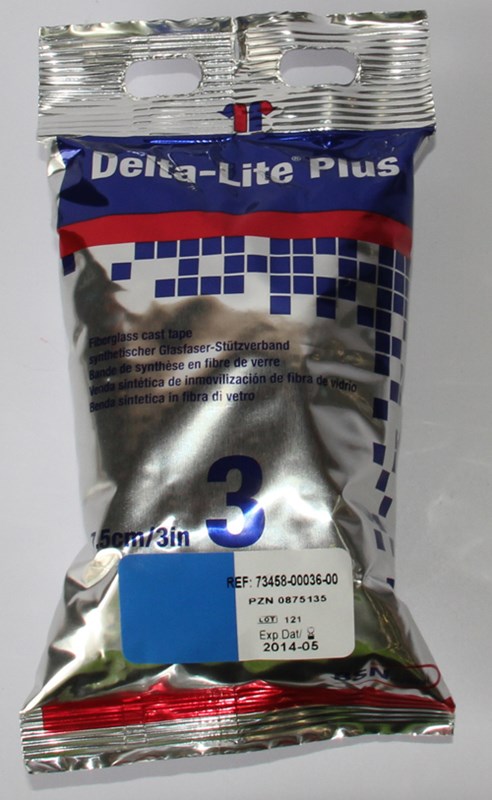 Delta-Lite® Plus
Fiberglass cast tape
synthetischer Glasfaser-Stützverband
Bande de synthèse en fibre de verre
Venda sintética de inmovilización de fibra de vidrio
Benda sintetica in fibra di vetro
3
7.5cm/3in
REF: 73458-00036-00
PZN 0875135
LOT 121
Exp.Dat/
2014-05
BSN